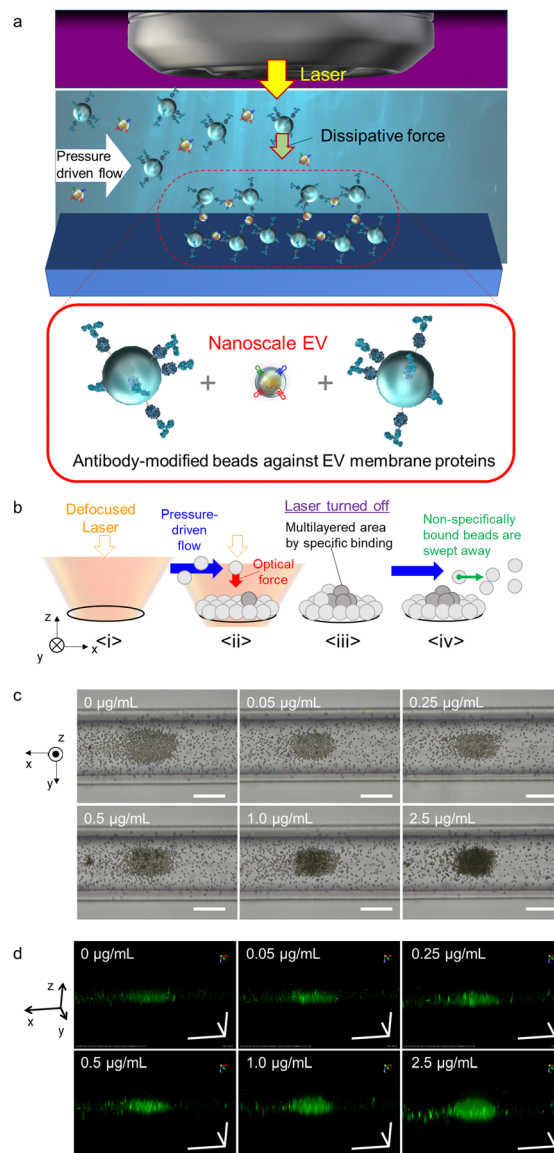 a
Laser
Dissipative force
Pressure
driven flow
Nanoscale EV
+
+
Antibody-modified beads against EV membrane proteins
b
Defocused
Laser
Pressure-
driven
flow
Optical
force
Laser turned off
Multilayered area
by specific binding
Non-specifically
bound beads are
swept away
z
y
x
<i>
<ii>
<iii>
<iv>
c
x
z
y
0 µg/mL
0.05 µg/mL
0.25 µg/mL
0.5 µg/mL
1.0 µg/mL
2.5 µg/mL
d
z
x
y
0 µg/mL
0.05 µg/mL
0.25 µg/mL
0.5 µg/mL
1.0 µg/mL
2.5 µg/mL